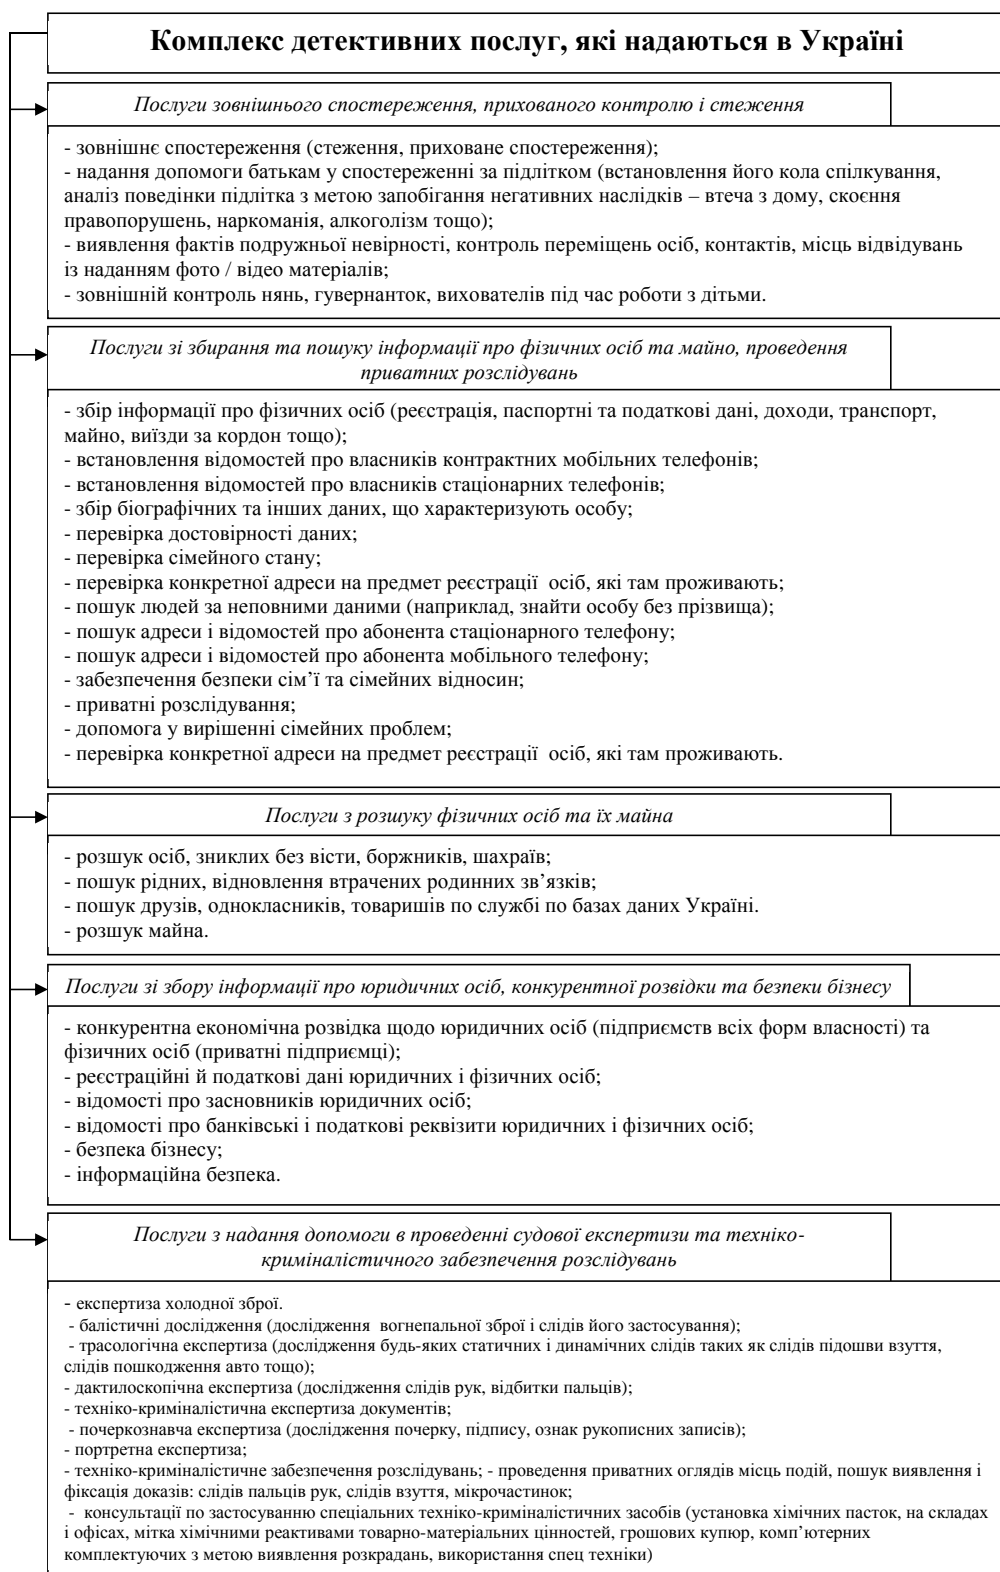 Комплекс детективних послуг, які надаються в Україні
Послуги зовнішнього спостереження, прихованого контролю і стеження
- зовнішнє спостереження (стеження, приховане спостереження);
- надання допомоги батькам у спостереженні за підлітком (встановлення його кола спілкування,
аналіз поведінки підлітка з метою запобігання негативних наслідків – втеча з дому, скоєння
правопорушень, наркоманія, алкоголізм тощо);
- виявлення фактів подружньої невірності, контроль переміщень осіб, контактів, місць відвідувань
із наданням фото / відео матеріалів;
- зовнішній контроль нянь, гувернанток, вихователів під час роботи з дітьми.
Послуги зі збирання та пошуку інформації про фізичних осіб та майно, проведення
приватних розслідувань
- збір інформації про фізичних осіб (реєстрація, паспортні та податкові дані, доходи, транспорт,
майно, виїзди за кордон тощо);
- встановлення відомостей про власників контрактних мобільних телефонів;
- встановлення відомостей про власників стаціонарних телефонів;
- збір біографічних та інших даних, що характеризують особу;
- перевірка достовірності даних;
- перевірка сімейного стану;
- перевірка конкретної адреси на предмет реєстрації  осіб, які там проживають;
- пошук людей за неповними даними (наприклад, знайти особу без прізвища);
- пошук адреси і відомостей про абонента стаціонарного телефону;
- пошук адреси і відомостей про абонента мобільного телефону;
- забезпечення безпеки сім’ї та сімейних відносин;
- приватні розслідування;
- допомога у вирішенні сімейних проблем;
- перевірка конкретної адреси на предмет реєстрації  осіб, які там проживають.
Послуги з розшуку фізичних осіб та їх майна
- розшук осіб, зниклих без вісти, боржників, шахраїв;
- пошук рідних, відновлення втрачених родинних зв’язків;
- пошук друзів, однокласників, товаришів по службі по базах даних Україні.
- розшук майна.
Послуги зі збору інформації про юридичних осіб, конкурентної розвідки та безпеки бізнесу
- конкурентна економічна розвідка щодо юридичних осіб (підприємств всіх форм власності) та
фізичних осіб (приватні підприємці);
- реєстраційні й податкові дані юридичних і фізичних осіб;
- відомості про засновників юридичних осіб;
- відомості про банківські і податкові реквізити юридичних і фізичних осіб;
- безпека бізнесу;
- інформаційна безпека.
Послуги з надання допомоги в проведенні судової експертизи та техніко-
криміналістичного забезпечення розслідувань
- експертиза холодної зброї.
- балістичні дослідження (дослідження  вогнепальної зброї і слідів його застосування);
- трасологічна експертиза (дослідження будь-яких статичних і динамічних слідів таких як слідів підошви взуття,
слідів пошкодження авто тощо);
- дактилоскопічна експертиза (дослідження слідів рук, відбитки пальців);
- техніко-криміналістична експертиза документів;
- почеркознавча експертиза (дослідження почерку, підпису, ознак рукописних записів);
- портретна експертиза;
- техніко-криміналістичне забезпечення розслідувань; - проведення приватних оглядів місць подій, пошук виявлення і
фіксація доказів: слідів пальців рук, слідів взуття, мікрочастинок;
-  консультації по застосуванню спеціальних техніко-криміналістичних засобів (установка хімічних пасток, на складах
і офісах, мітка хімічними реактивами товарно-матеріальних цінностей, грошових купюр, комп’ютерних
комплектуючих з метою виявлення розкрадань, використання спец техніки)